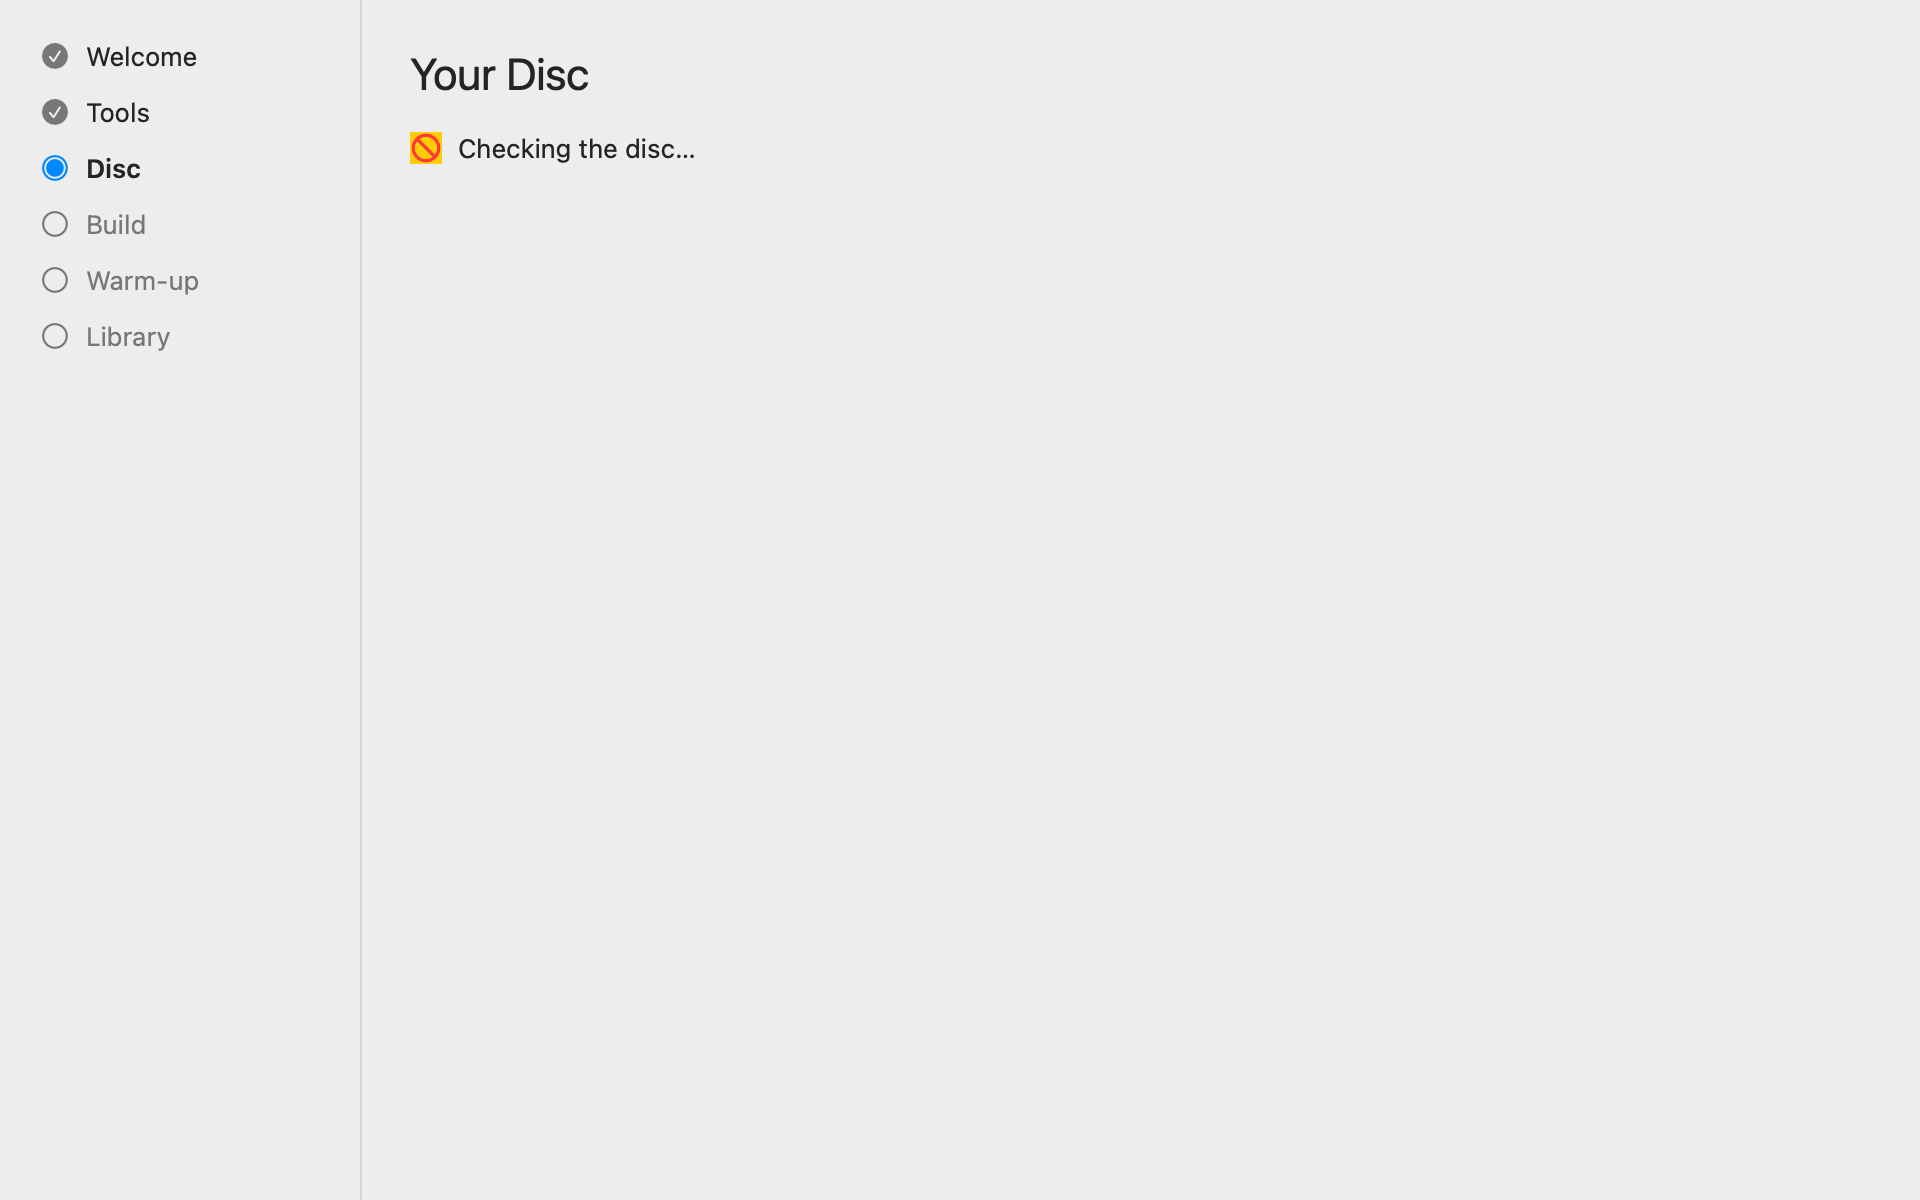 Welcome
Tools
Disc
Build
Warm-up
Library
Your Disc
Checking the disc...